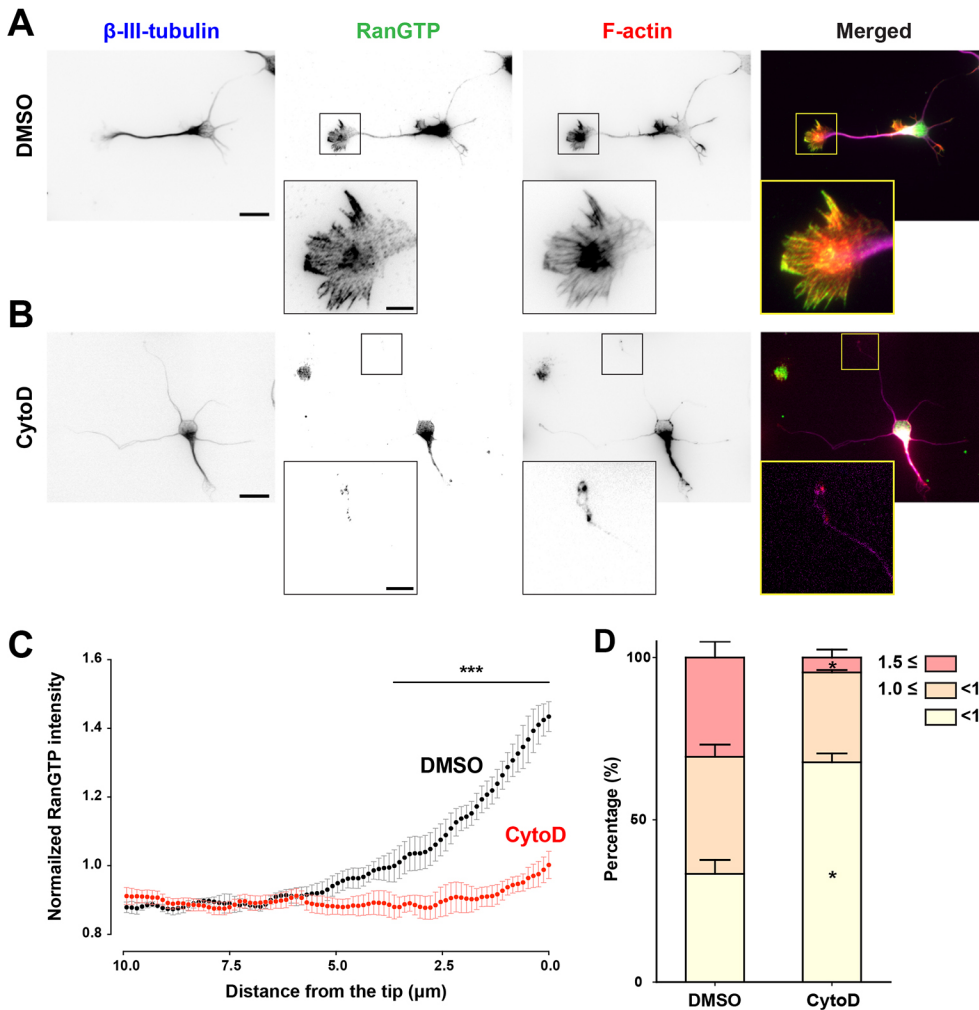 A
β-III-tubulin
RanGTP
F-actin
Merged
DMSO
B
CytoD
C
Normailzed RanGTP intensity
1.6
1.4
1.2
1.0
0.8
***
DMSO
CytoD
10.0
7.5
5.0
2.5
0.0
Distance from the tip (μm)
D
Percentage (%)
100
50
0
*
*
DMSO
CytoD
1.5 ≤
1.0 ≤ <1
<1